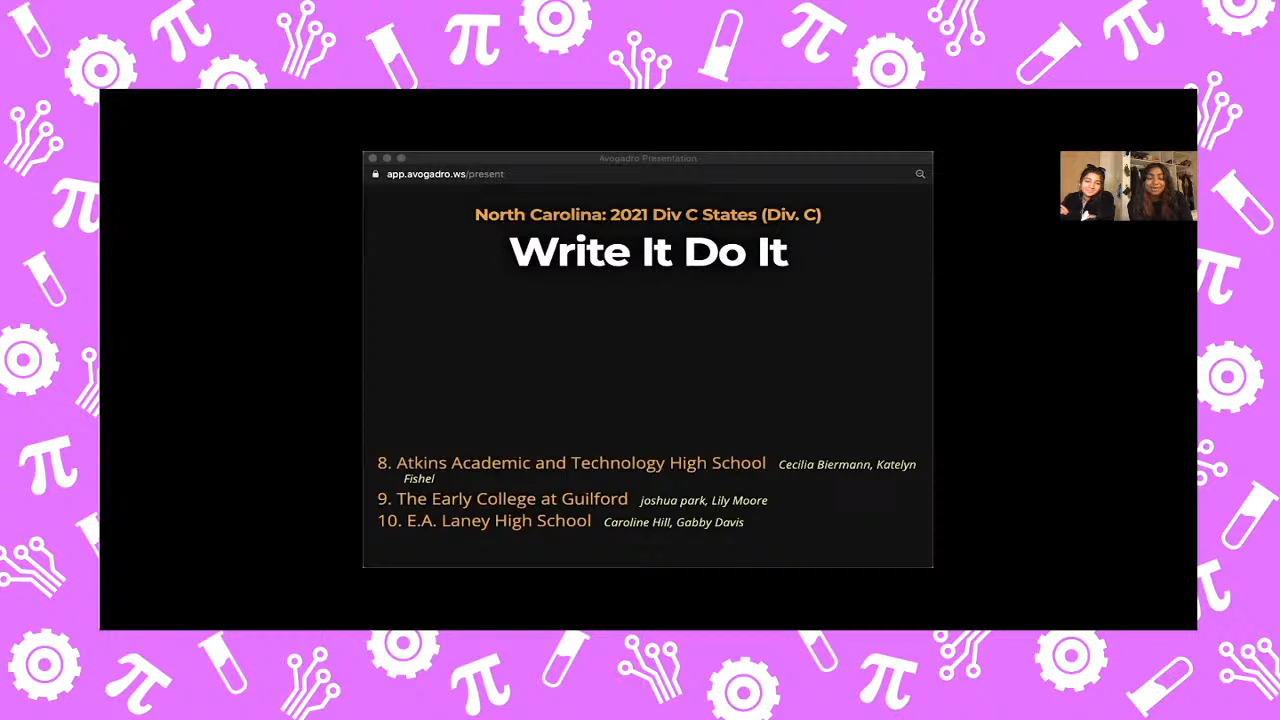 Avogadro Presentation
app.avogadro.ws/present
North Carolina: 2021 Div C States (Div. C)
Write It Do It
8. Atkins Academic and Technology High School Cecilia Biermann, Katelyn
Fishel
9. The Early College at Guilford joshua park, Lily Moore
10. E.A. Laney High School Caroline Hill, Gabby Davis